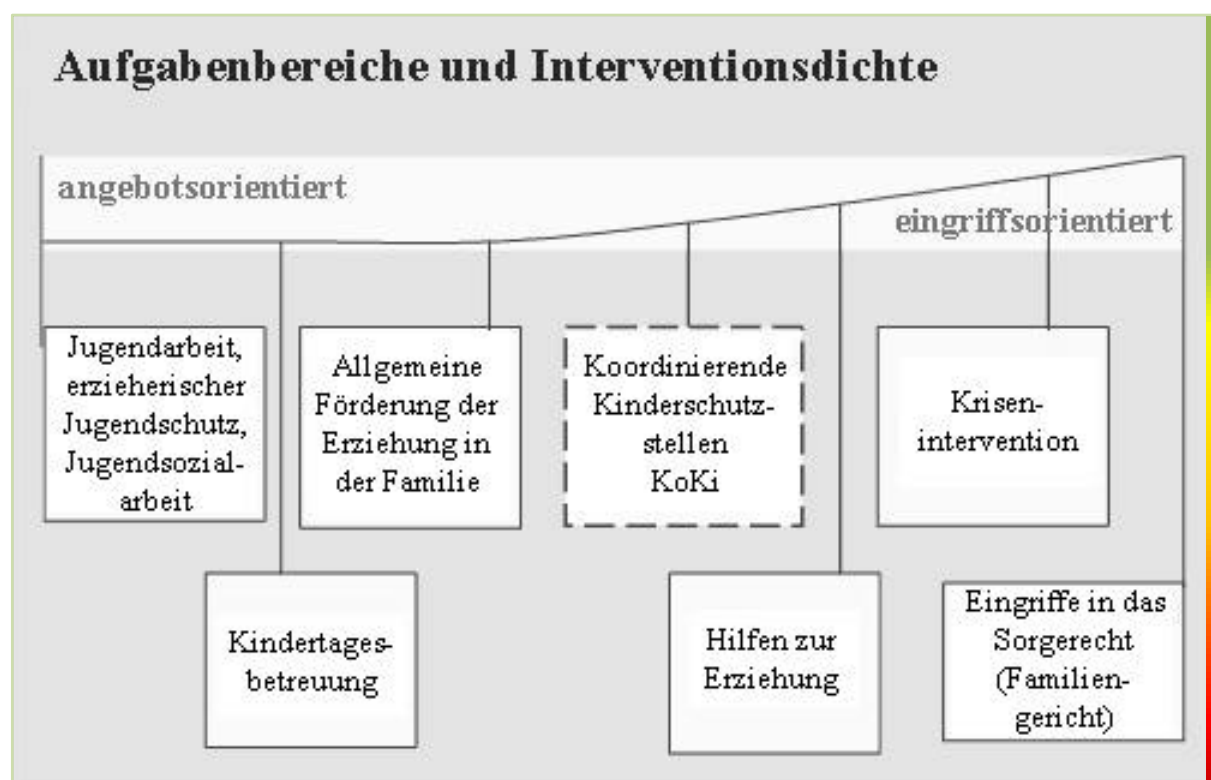 Aufgabenbereiche und Interventionsdichte
angebotsorientiert
eingriffsorientiert
Jugendarbeit,
erzieherischer
Jugendschutz,
Jugendsozial-
arbeit
Allgemeine
Förderung der
Erziehung in
der Familie
Koordinierende
Kinderschutz-
stellen
KoKi
Krisen-
intervention
Kindertages-
betreuung
Hilfen zur
Erziehung
Eingriffe in das
Sorgerecht
(Familien-
gericht)